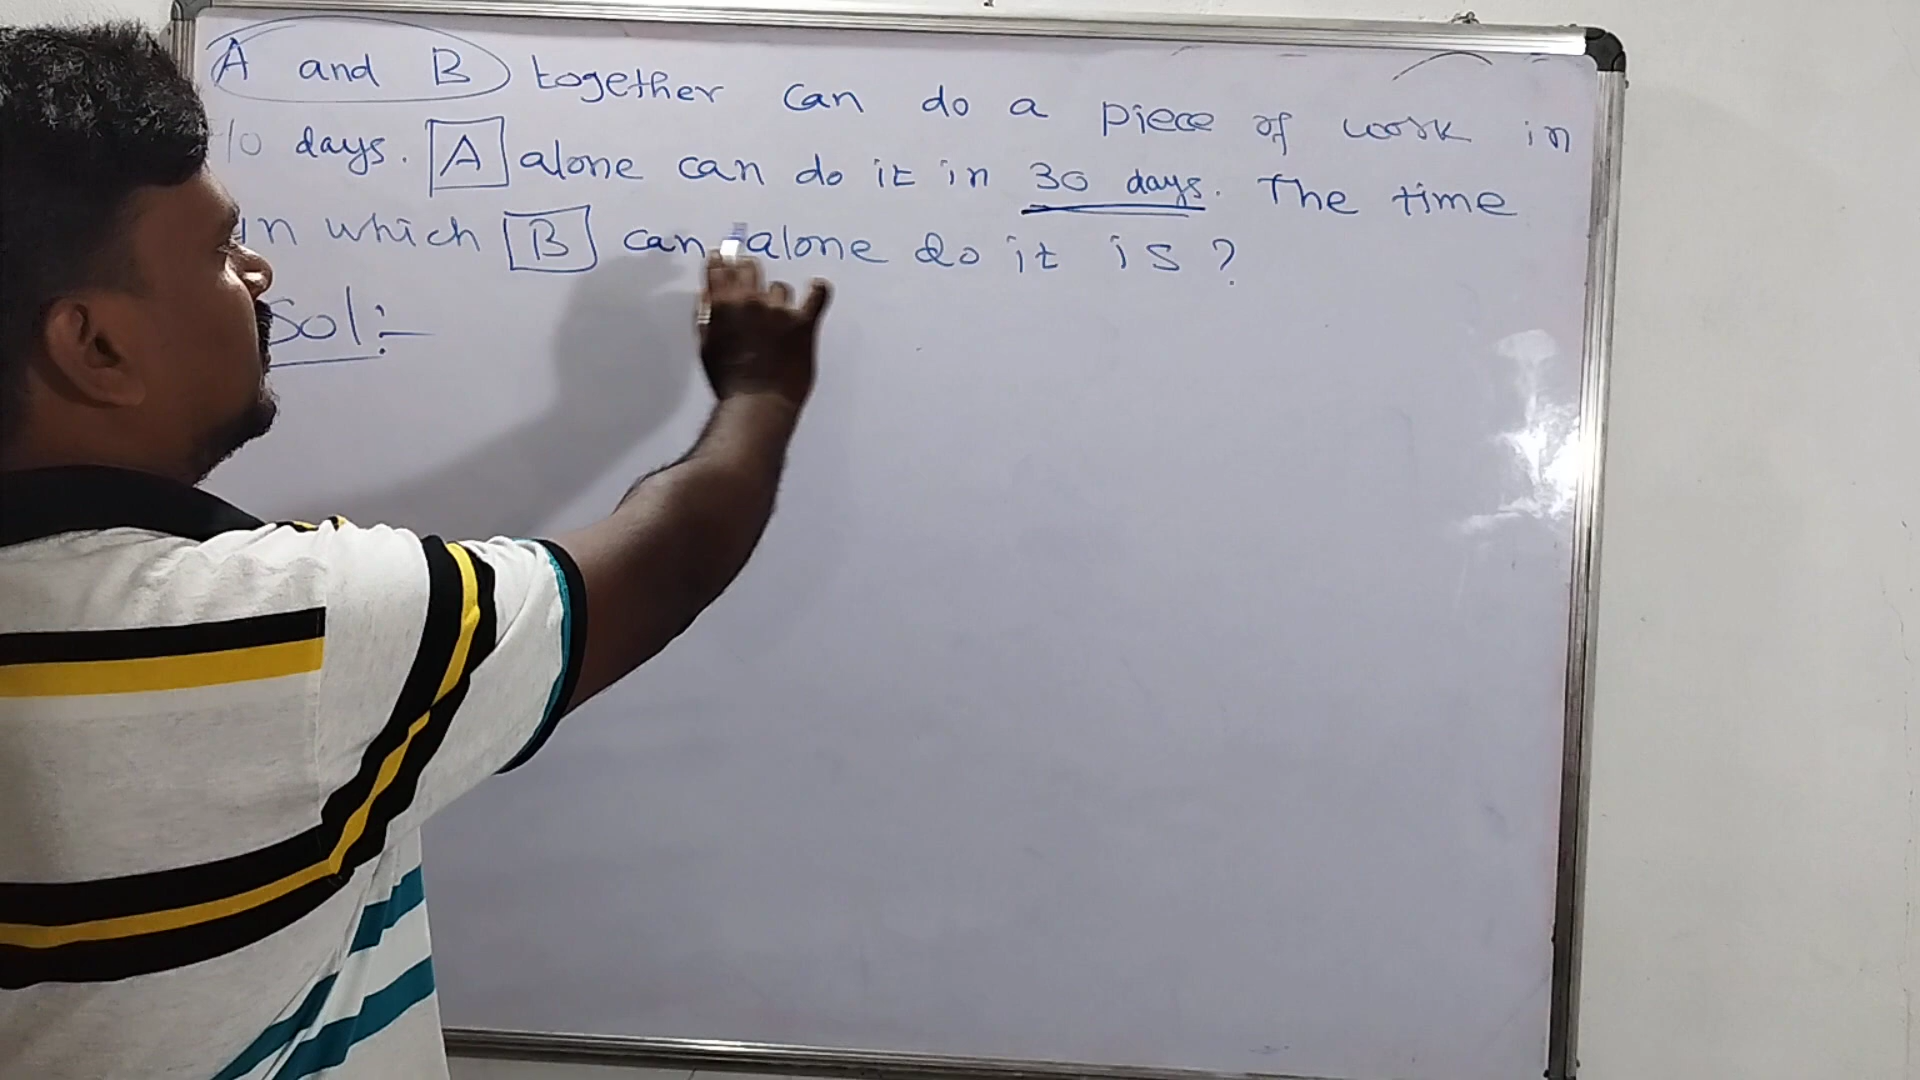 A and B together can do a piece of work in
10 days. A alone can do it in 30 days. The time
in which B can alone do it is ?
Sol:-